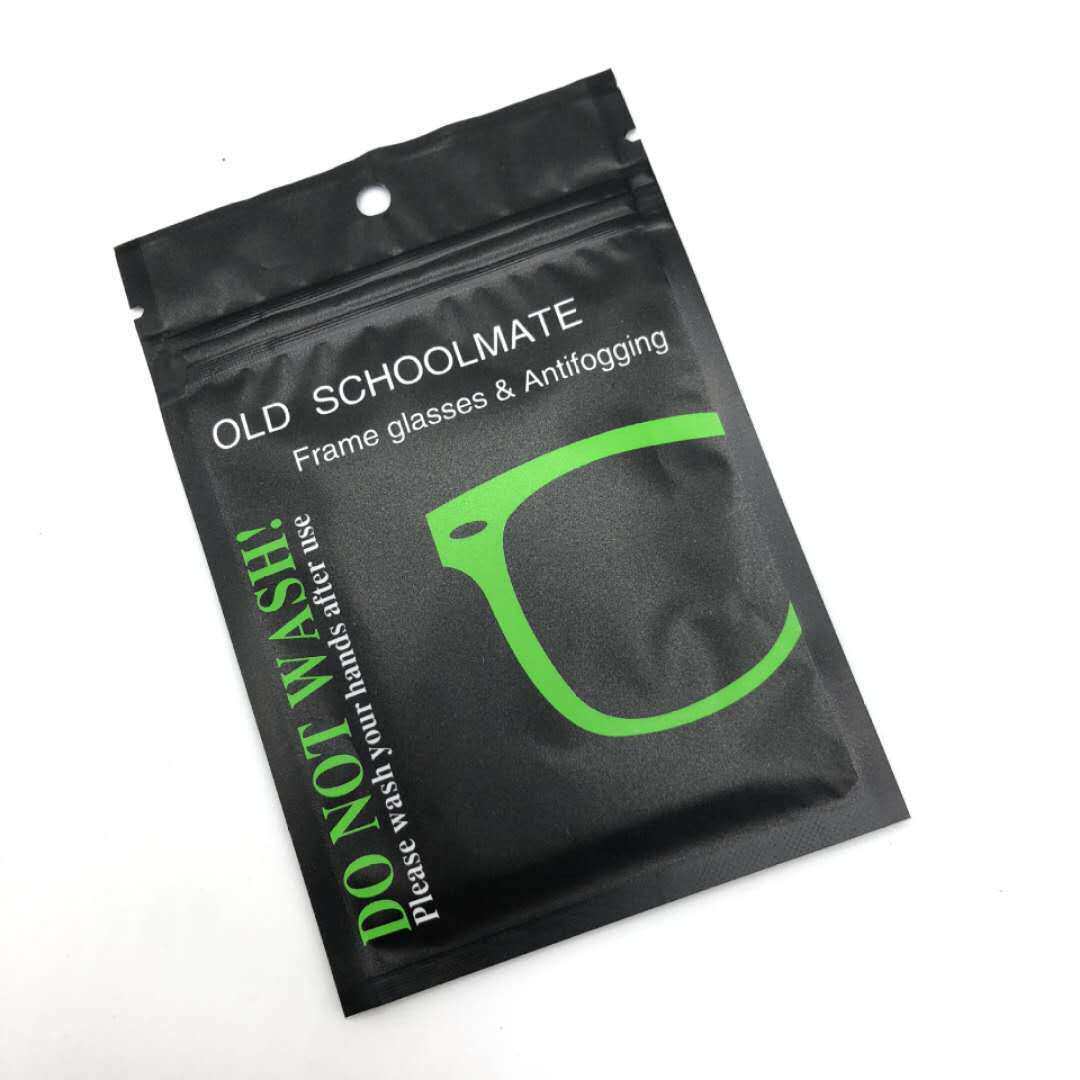 OLD SCHOOLMATE
Frame glasses & Antifogging
DO NOT WASH!
Please wash your hands after use